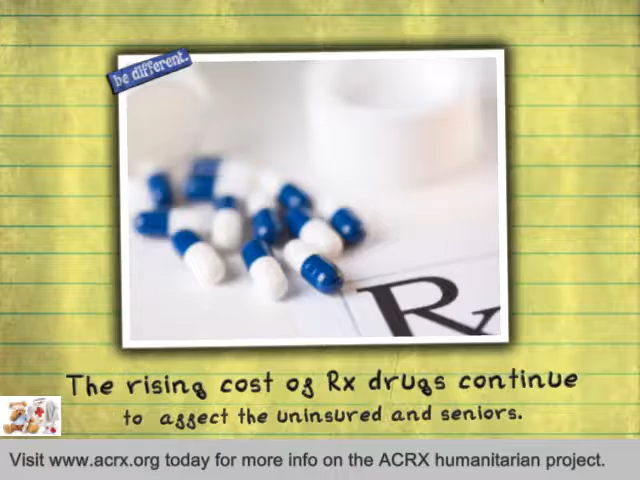 be different.
Rx
The rising cost of Rx drugs continue
to affect the uninsured and seniors.
Visit www.acrx.org today for more info on the ACRX humanitarian project.